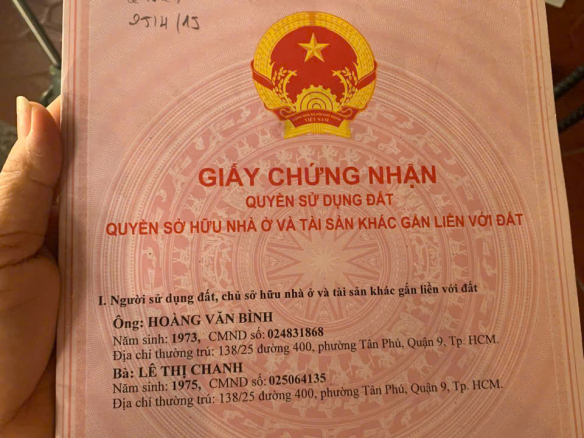 9514/15
GIẤY CHỨNG NHẬN
QUYỀN SỬ DỤNG ĐẤT
QUYỀN SỞ HỮU NHÀ Ở VÀ TÀI SẢN KHÁC GẮN LIỀN VỚI ĐẤT
I. Người sử dụng đất, chủ sở hữu nhà ở và tài sản khác gắn liền với đất
Ông: HOÀNG VĂN BÌNH
Năm sinh: 1973, CMND số: 024831868
Địa chỉ thường trú: 138/25 đường 400, phường Tân Phú, Quận 9, Tp. HCM.
Bà: LÊ THỊ CHANH
Năm sinh: 1975, CMND số: 025064135
Địa chỉ thường trú: 138/25 đường 400, phường Tân Phú, Quận 9, Tp. HCM.